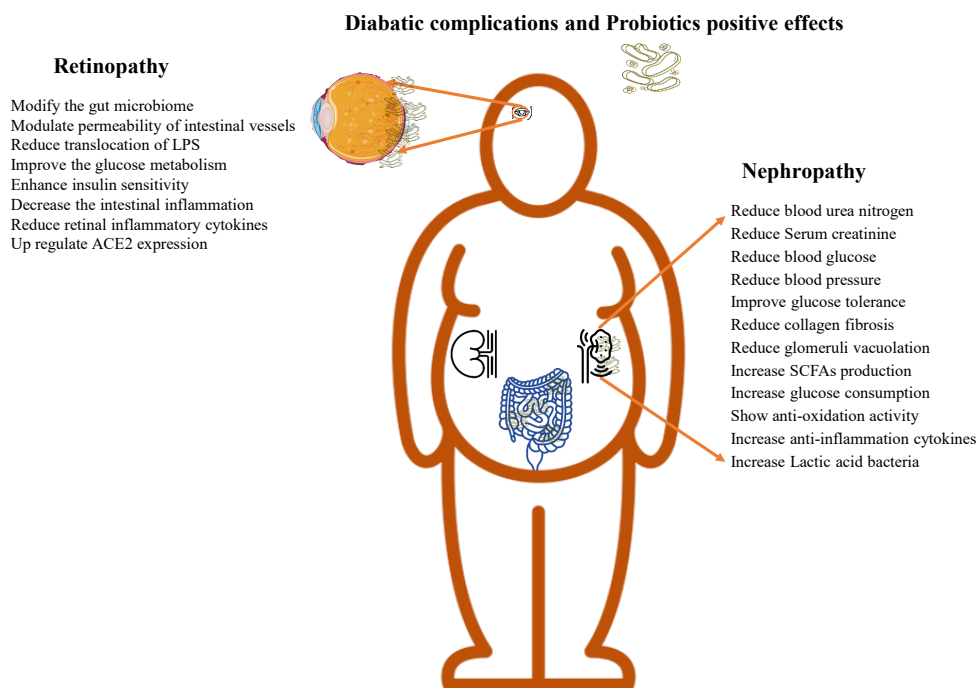 Diabatic complications and Probiotics positive effects
Retinopathy
Modify the gut microbiome
Modulate permeability of intestinal vessels
Reduce translocation of LPS
Improve the glucose metabolism
Enhance insulin sensitivity
Decrease the intestinal inflammation
Reduce retinal inflammatory cytokines
Up regulate ACE2 expression
Nephropathy
Reduce blood urea nitrogen
Reduce Serum creatinine
Reduce blood glucose
Reduce blood pressure
Improve glucose tolerance
Reduce collagen fibrosis
Reduce glomeruli vacuolation
Increase SCFAs production
Increase glucose consumption
Show anti-oxidation activity
Increase anti-inflammation cytokines
Increase Lactic acid bacteria